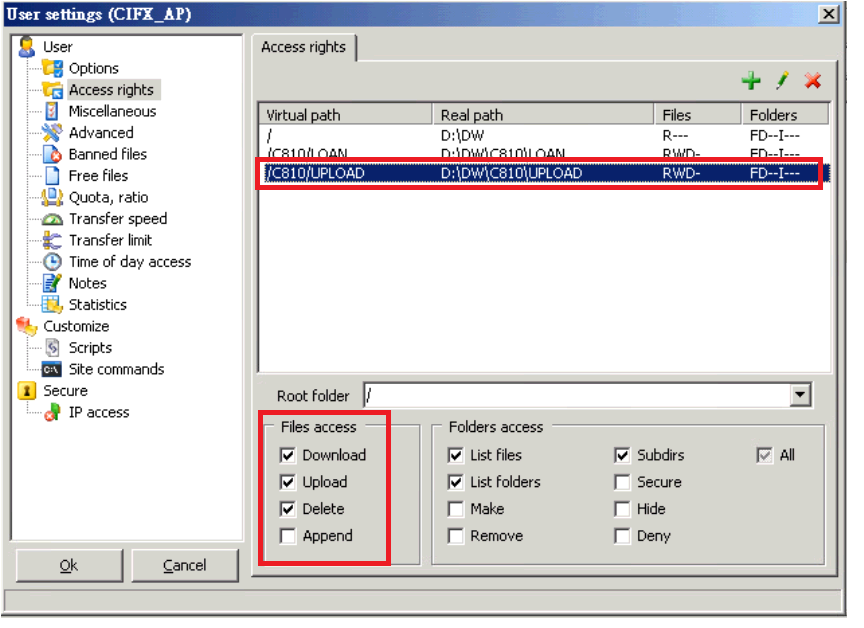 User settings (CIFX_AP)
User
Options
Access rights
Miscellaneous
Advanced
Banned files
Free files
Quota, ratio
Transfer speed
Transfer limit
Time of day access
Notes
Statistics
Customize
Scripts
Site commands
Secure
IP access
Ok Cancel
Access rights
Virtual path Real path Files Folders
/ D:\DW R--- FD--I---
/C810/LOAN D:\DW\C810\LOAN RWD- FD--I---
/C810/UPLOAD D:\DW\C810\UPLOAD RWD- FD--I---
Root folder /
Files access
Download
Upload
Delete
Append
Folders access
List files Subdirs All
List folders Secure
Make Hide
Remove Deny